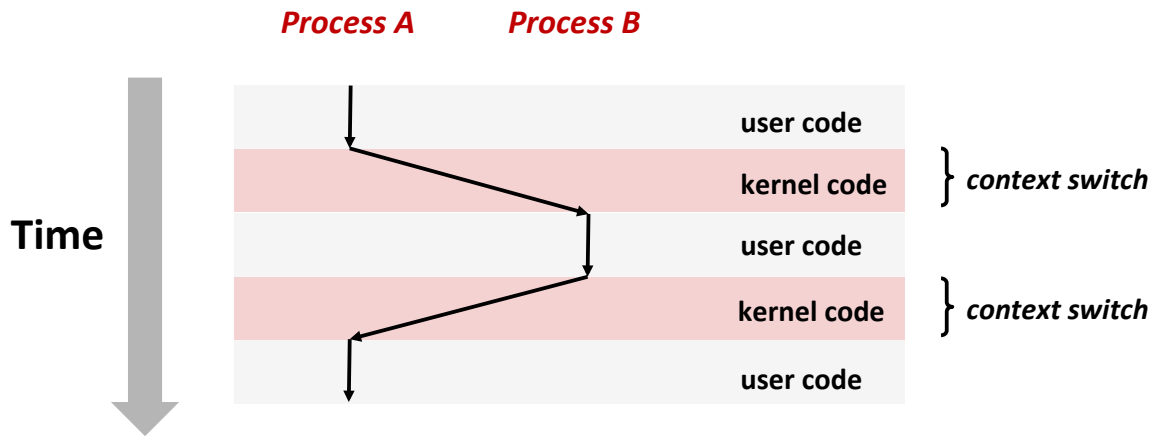 Process A Process B
user code
kernel code } context switch
Time
user code
kernel code } context switch
user code